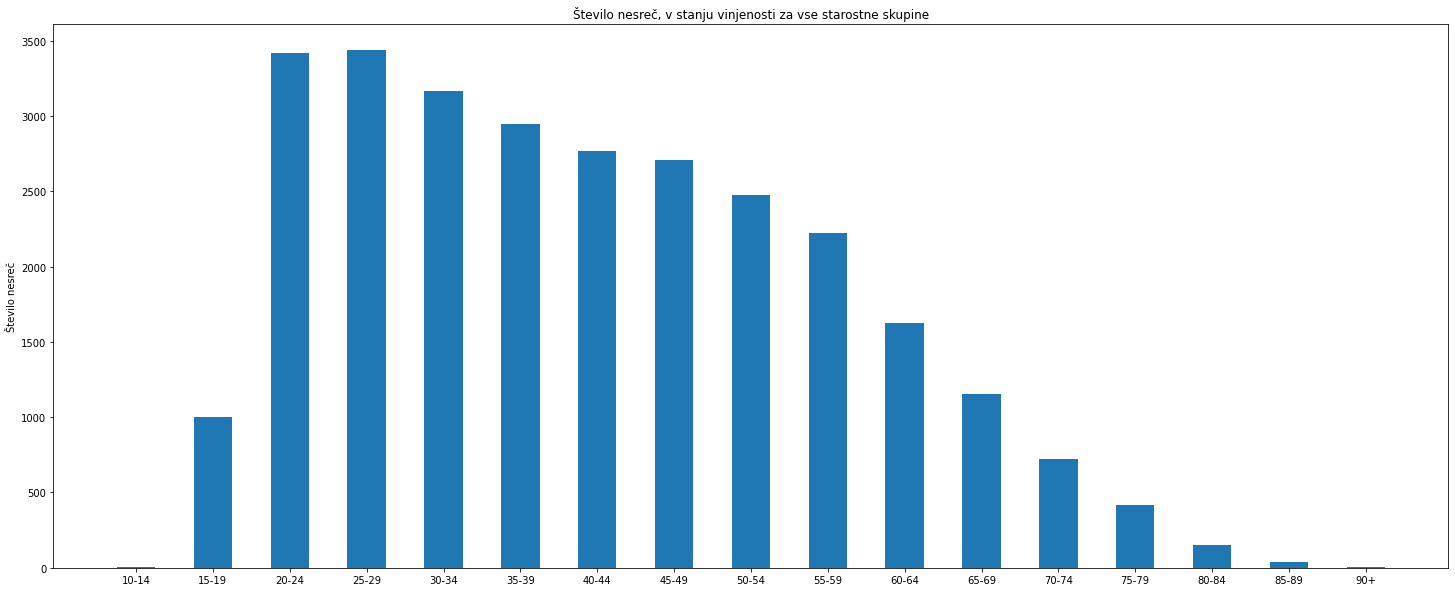 Število nesreč, v stanju vinjenosti za vse starostne skupine
Število nesreč
3500
3000
2500
2000
1500
1000
500
0
10-14 15-19 20-24 25-29 30-34 35-39 40-44 45-49 50-54 55-59 60-64 65-69 70-74 75-79 80-84 85-89 90+